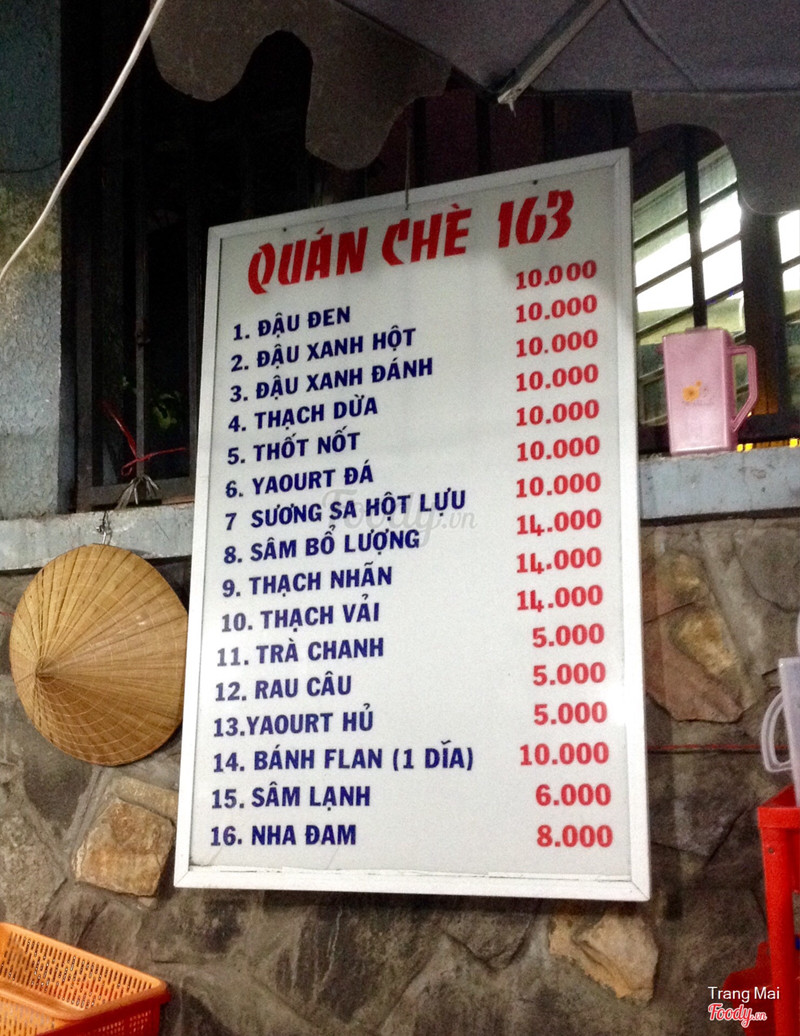 QUÁN CHÈ 163
1. ĐẬU ĐEN 10.000
2. ĐẬU XANH HỘT 10.000
3. ĐẬU XANH ĐÁNH 10.000
4. THẠCH DỪA 10.000
5. THỐT NỐT 10.000
6. YAOURT ĐÁ 10.000
7 SƯƠNG SA HỘT LỰU 10.000
8. SÂM BỔ LƯỢNG 14.000
9. THẠCH NHÃN 14.000
10. THẠCH VẢI 14.000
11. TRÀ CHANH 5.000
12. RAU CÂU 5.000
13.YAOURT HỦ 5.000
14. BÁNH FLAN (1 DĨA) 10.000
15. SÂM LẠNH 6.000
16. NHA ĐAM 8.000
Foody.vn
Trang Mai
Foody.vn